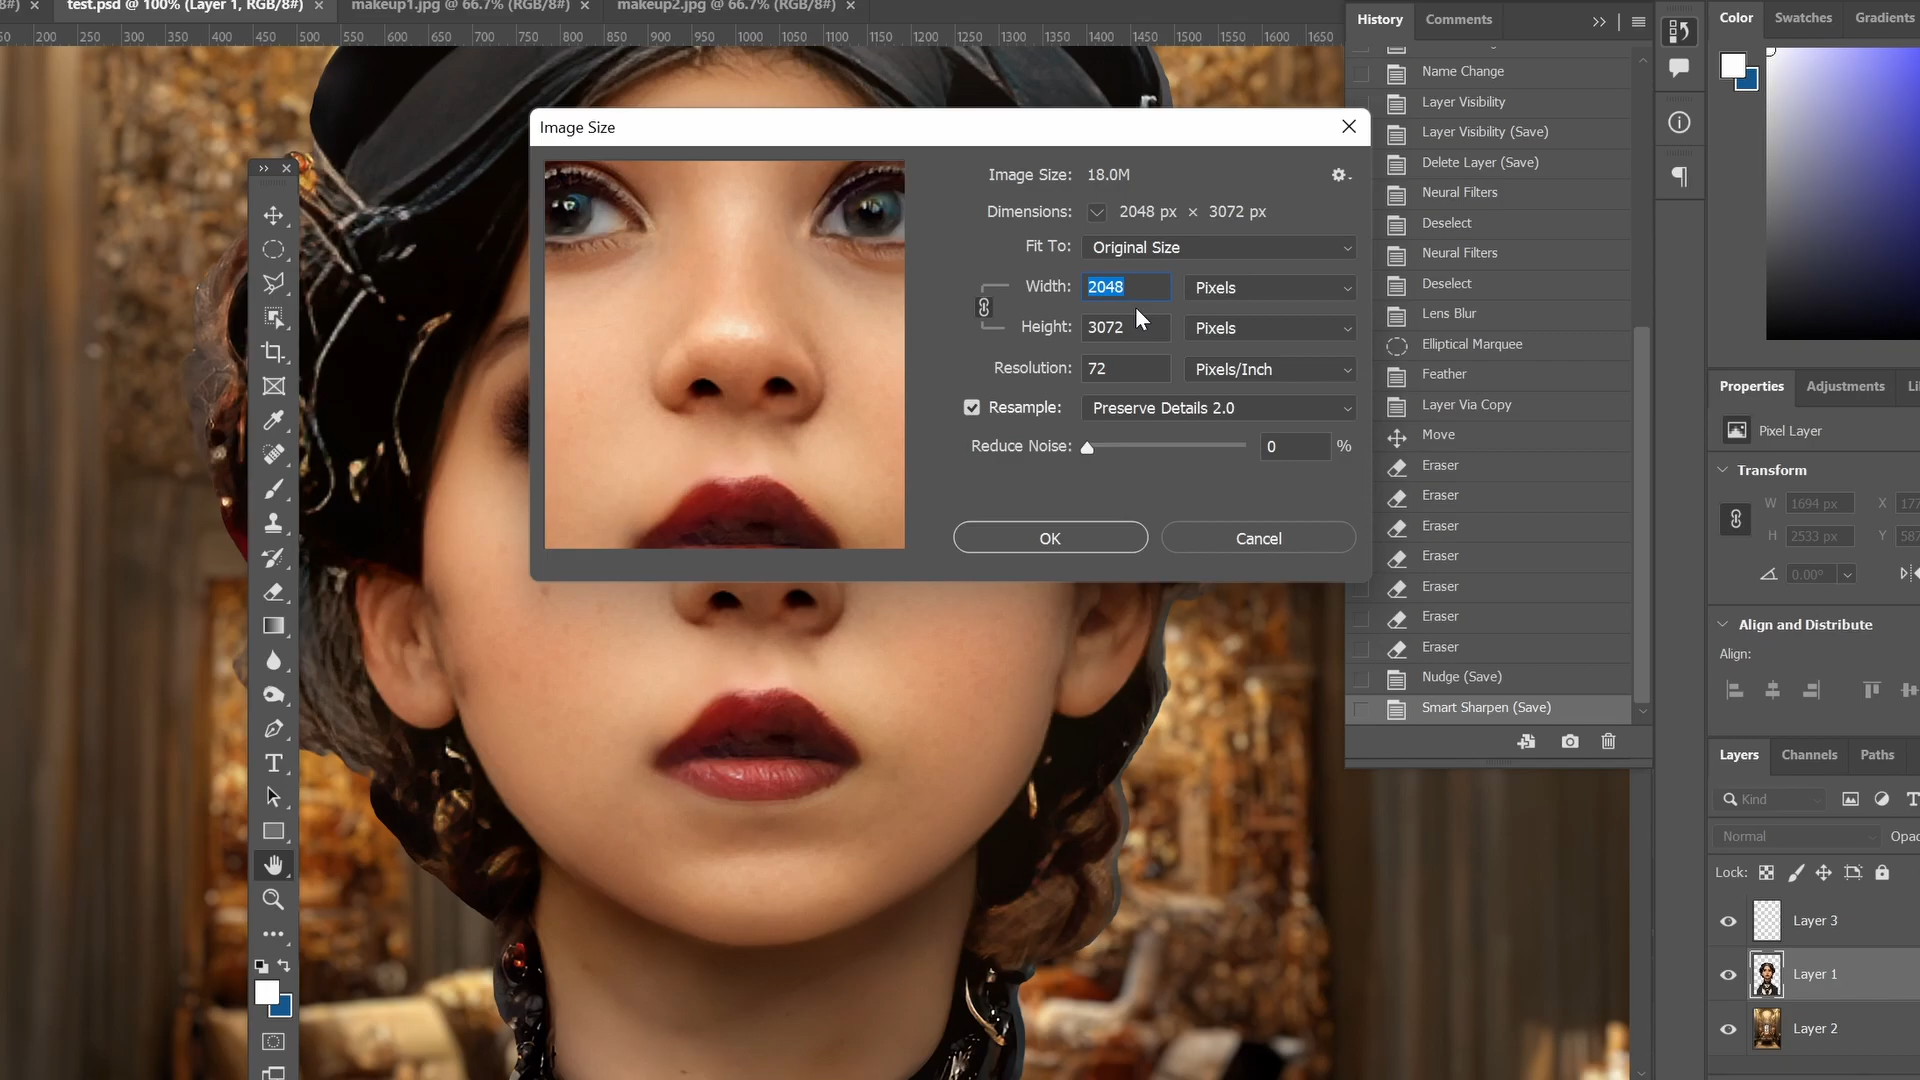 test.psd @ 100% (Layer 1, RGB/8#) × makeup1.jpg @ 66.7% (RGB/8#) × makeup2.jpg @ 66.7% (RGB/8#) ×
200 250 300 350 400 450 500 550 600 650 700 750 800 850 900 950 1000 1050 1100 1150 1200 1250 1300 1350 1400 1450 1500 1550 1600 1650
Image Size
Image Size: 18.0M
Dimensions: 2048 px × 3072 px
Fit To: Original Size
Width: 2048 Pixels
Height: 3072 Pixels
Resolution: 72 Pixels/Inch
Resample: Preserve Details 2.0
Reduce Noise: 0 %
OK Cancel
History Comments
Name Change
Layer Visibility
Layer Visibility (Save)
Delete Layer (Save)
Neural Filters
Deselect
Neural Filters
Deselect
Lens Blur
Elliptical Marquee
Feather
Layer Via Copy
Move
Eraser
Eraser
Eraser
Eraser
Eraser
Eraser
Eraser
Nudge (Save)
Smart Sharpen (Save)
Color Swatches Gradients
Properties Adjustments Li
Pixel Layer
Transform
W 1694 px X 177
H 2533 px Y 587
0.00°
Align and Distribute
Align:
Layers Channels Paths
Kind
Normal Opac
Lock:
Layer 3
Layer 1
Layer 2